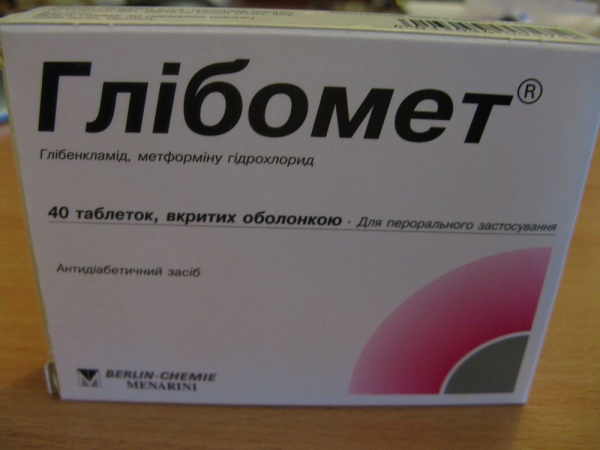 Глібомет®
Глібенкламід, метформіну гідрохлорид
40 таблеток, вкритих оболонкою · Для перорального застосування
Антидіабетичний засіб
BERLIN-CHEMIE
MENARINI